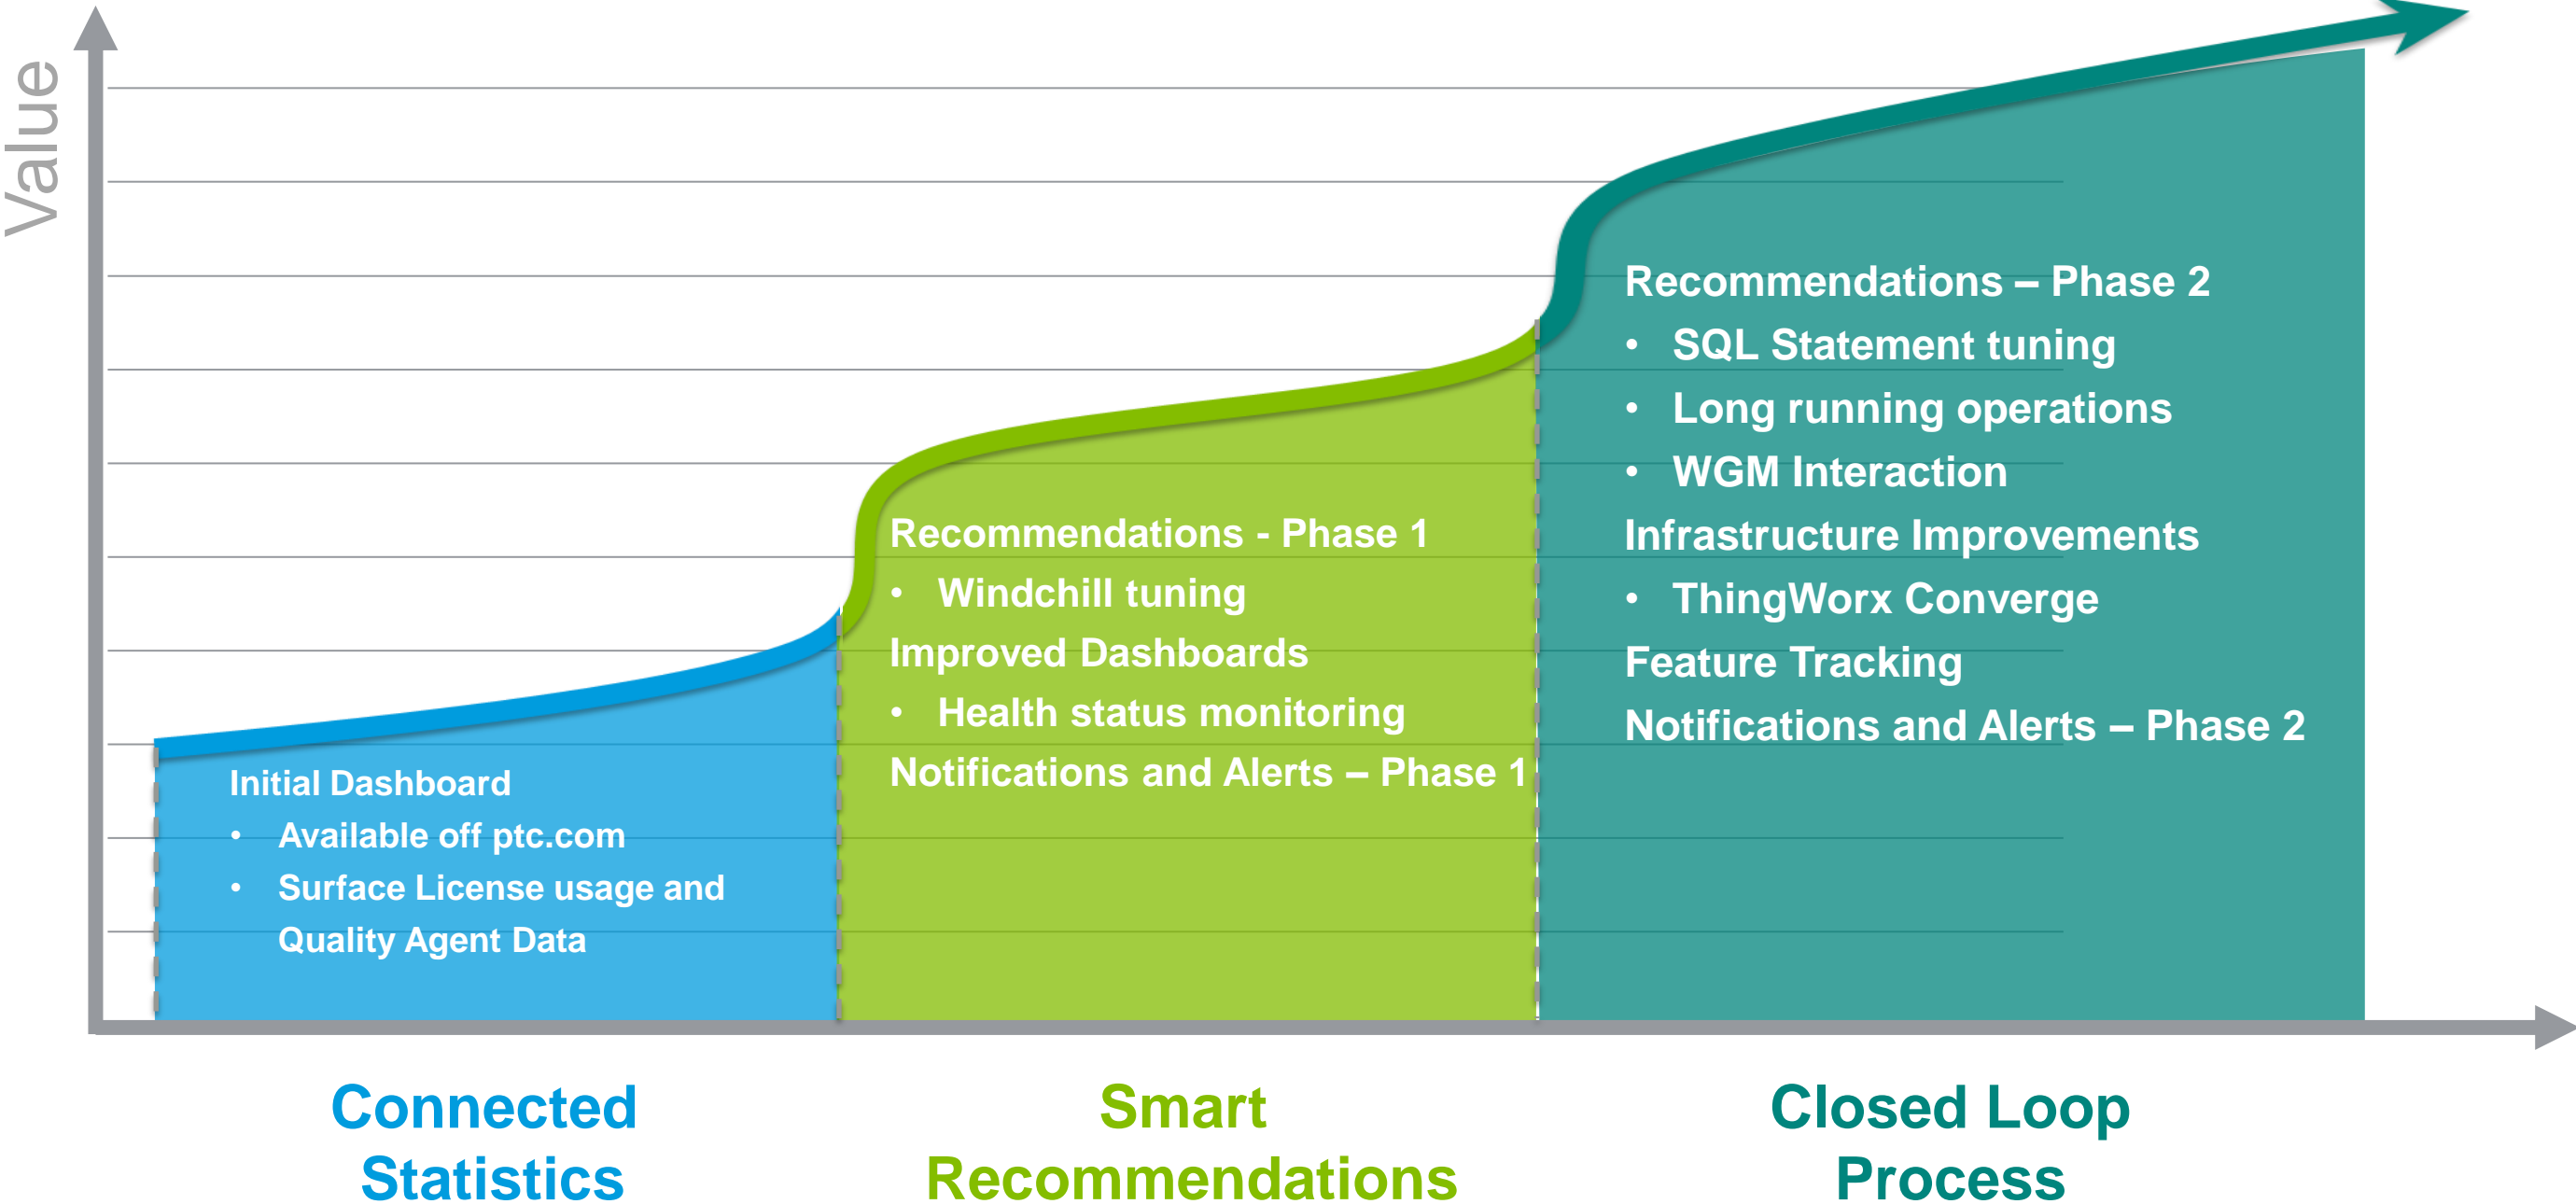 Value
Initial Dashboard
• Available off ptc.com
• Surface License usage and
Quality Agent Data
Recommendations - Phase 1
• Windchill tuning
Improved Dashboards
• Health status monitoring
Notifications and Alerts – Phase 1
Recommendations – Phase 2
• SQL Statement tuning
• Long running operations
• WGM Interaction
Infrastructure Improvements
• ThingWorx Converge
Feature Tracking
Notifications and Alerts – Phase 2
Connected
Statistics
Smart
Recommendations
Closed Loop
Process